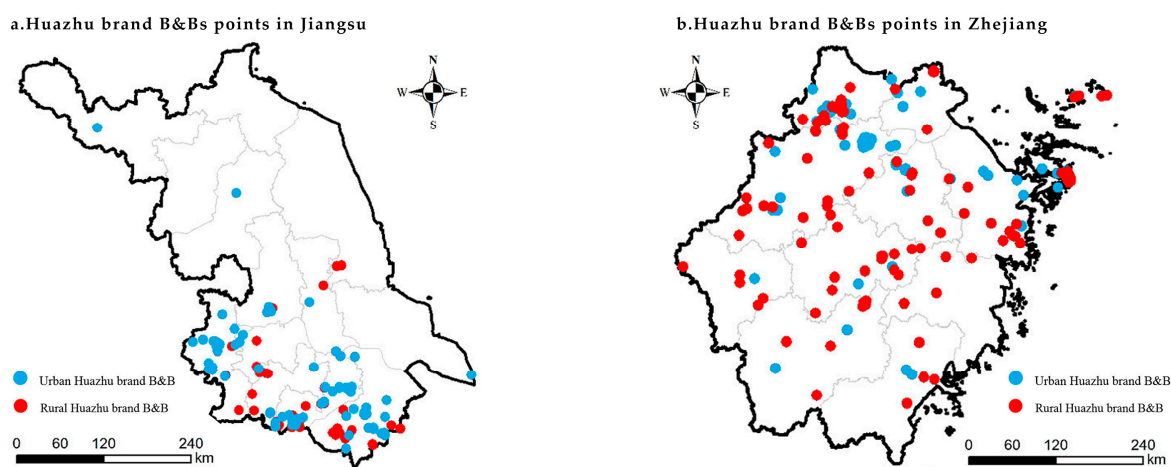 a.Huazhu brand B&Bs points in Jiangsu
N
W E
S
Urban Huazhu brand B&B
Rural Huazhu brand B&B
0 60 120 240
km
b.Huazhu brand B&Bs points in Zhejiang
N
W E
S
Urban Huazhu brand B&B
Rural Huazhu brand B&B
0 60 120 240
km